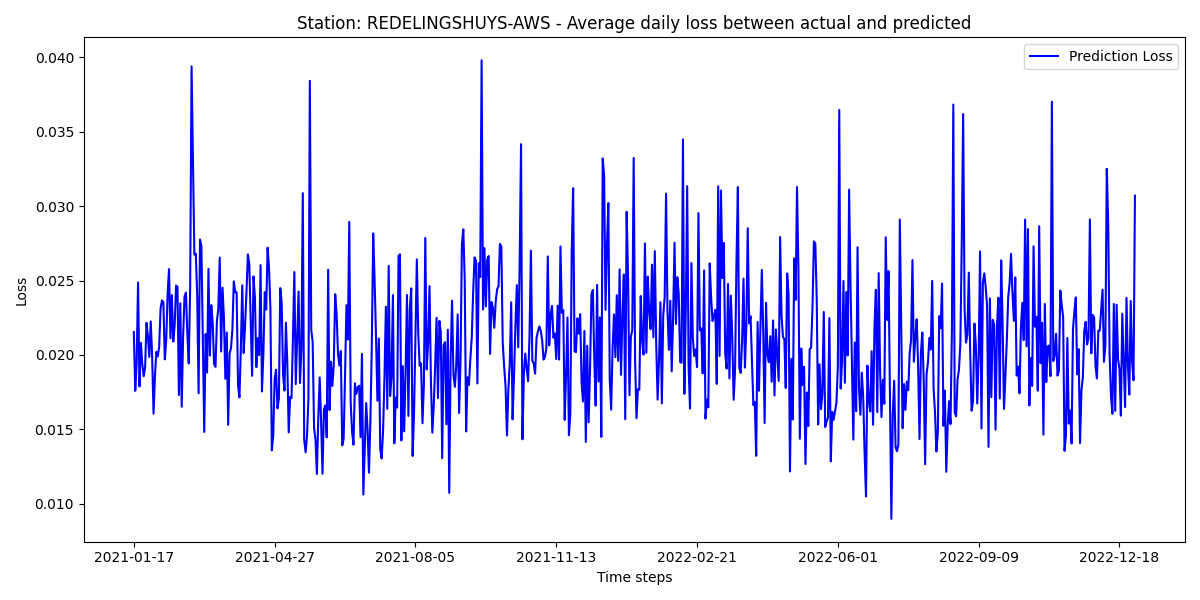 Station: REDELINGSHUYS-AWS - Average daily loss between actual and predicted
Prediction Loss
0.040
0.035
0.030
0.025
0.020
0.015
0.010
Loss
2021-01-17 2021-04-27 2021-08-05 2021-11-13 2022-02-21 2022-06-01 2022-09-09 2022-12-18
Time steps